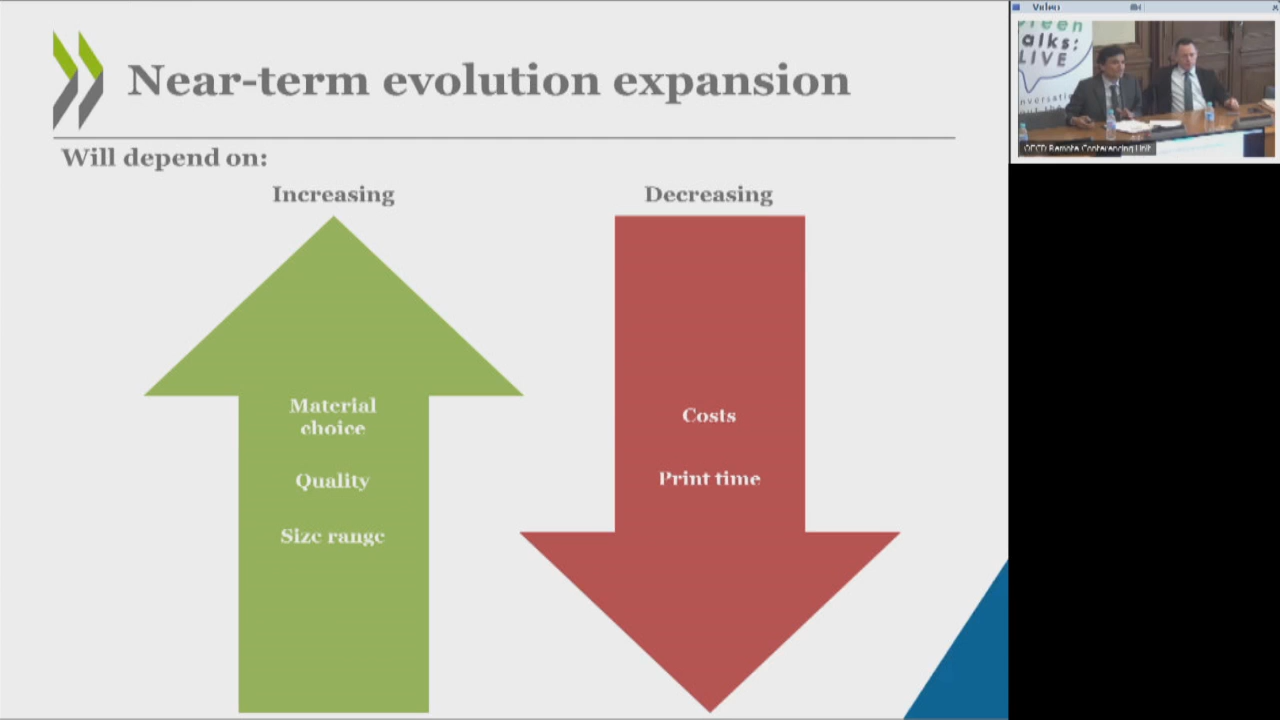 Near-term evolution expansion
Will depend on:
Increasing
Decreasing
Material
choice
Quality
Size range
Costs
Print time
Video
reen
alks:
LIVE
OECD Remote Conferencing Unit